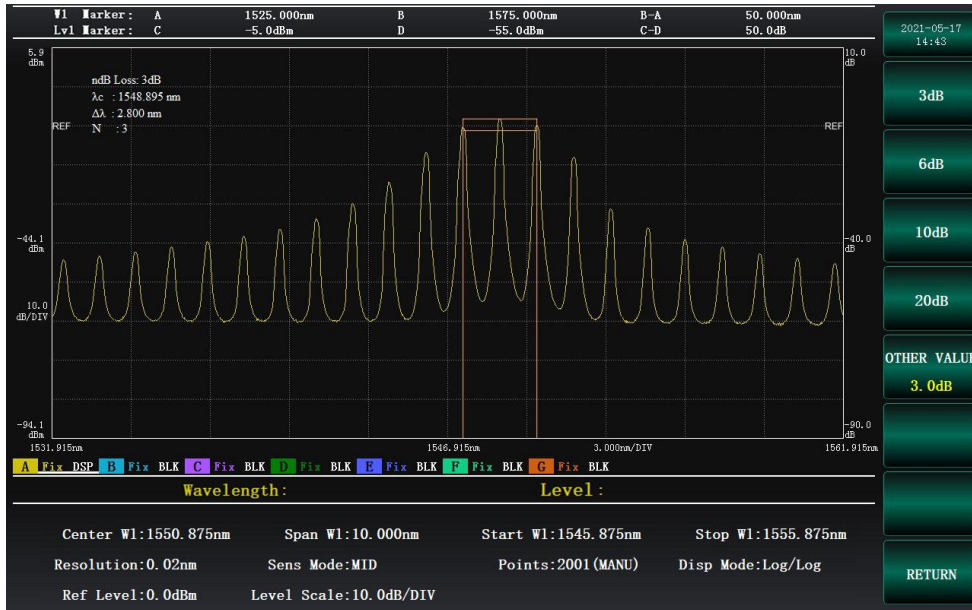 Wl Marker: A 1525.000nm B 1575.000nm B-A 50.000nm
Lvl Marker: C -5.0dBm D -55.0dBm C-D 50.0dB
2021-05-17
14:43
5.9
dBm
10.0
dB
ndB Loss: 3dB
λc : 1548.895 nm
Δλ : 2.800 nm
N : 3
REF
REF
3dB
6dB
-44.1
dBm
-40.0
dB
10dB
10.0
dB/DIV
20dB
OTHER VALUE
3.0dB
-94.1
dBm
-90.0
dB
1531.915nm 1546.915nm 3.000nm/DIV 1561.915nm
A Fix DSP B Fix BLK C Fix BLK D Fix BLK E Fix BLK F Fix BLK G Fix BLK
Wavelength: Level:
Center Wl:1550.875nm Span Wl:10.000nm Start Wl:1545.875nm Stop Wl:1555.875nm
Resolution:0.02nm Sens Mode:MID Points:2001(MANU) Disp Mode:Log/Log
Ref Level:0.0dBm Level Scale:10.0dB/DIV
RETURN